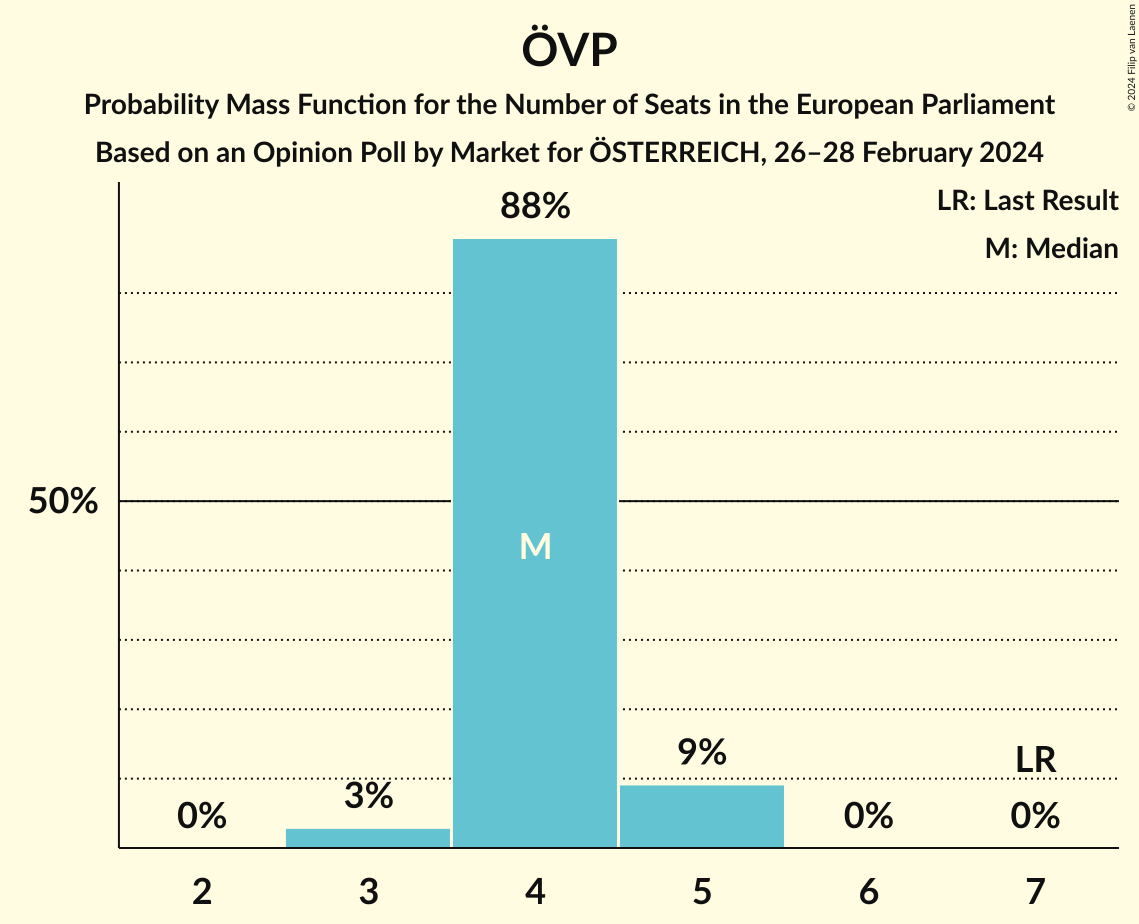 ÖVP
Probability Mass Function for the Number of Seats in the European Parliament
Based on an Opinion Poll by Market for ÖSTERREICH, 26–28 February 2024
© 2024 Filip van Laenen
LR: Last Result
M: Median
88%
50%
M
9%
LR
3%
0%
0%
0%
2
3
4
5
6
7